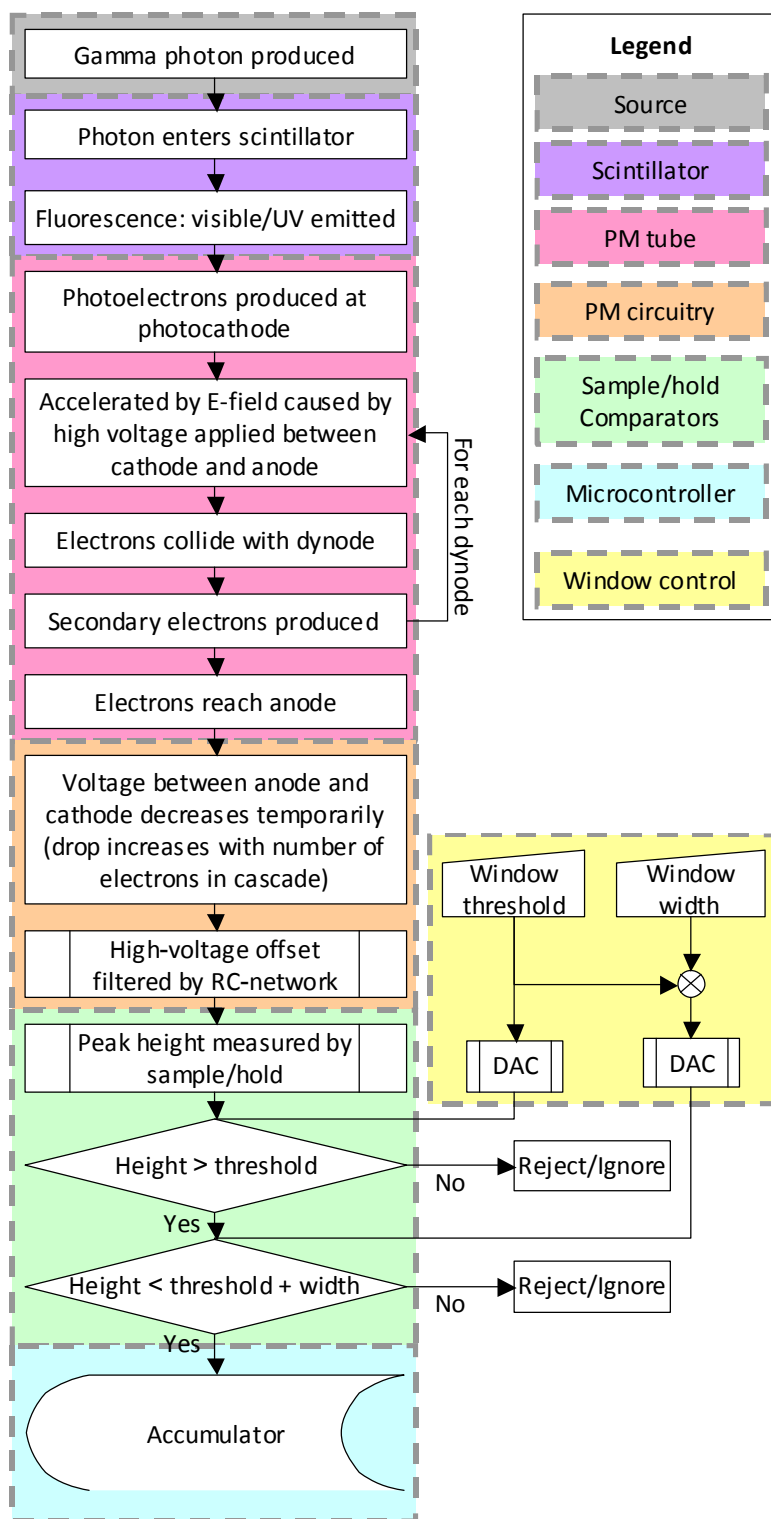 Gamma photon produced
Photon enters scintillator
Fluorescence: visible/UV emitted
Photoelectrons produced at
photocathode
Accelerated by E-field caused by
high voltage applied between
cathode and anode
For each dynode
Electrons collide with dynode
Secondary electrons produced
Electrons reach anode
Voltage between anode and
cathode decreases temporarily
(drop increases with number of
electrons in cascade)
High-voltage offset
filtered by RC-network
Peak height measured by
sample/hold
Height > threshold
No
Reject/Ignore
Yes
Height < threshold + width
No
Reject/Ignore
Yes
Accumulator
Window
threshold
Window
width
DAC
DAC
Legend
Source
Scintillator
PM tube
PM circuitry
Sample/hold
Comparators
Microcontroller
Window control